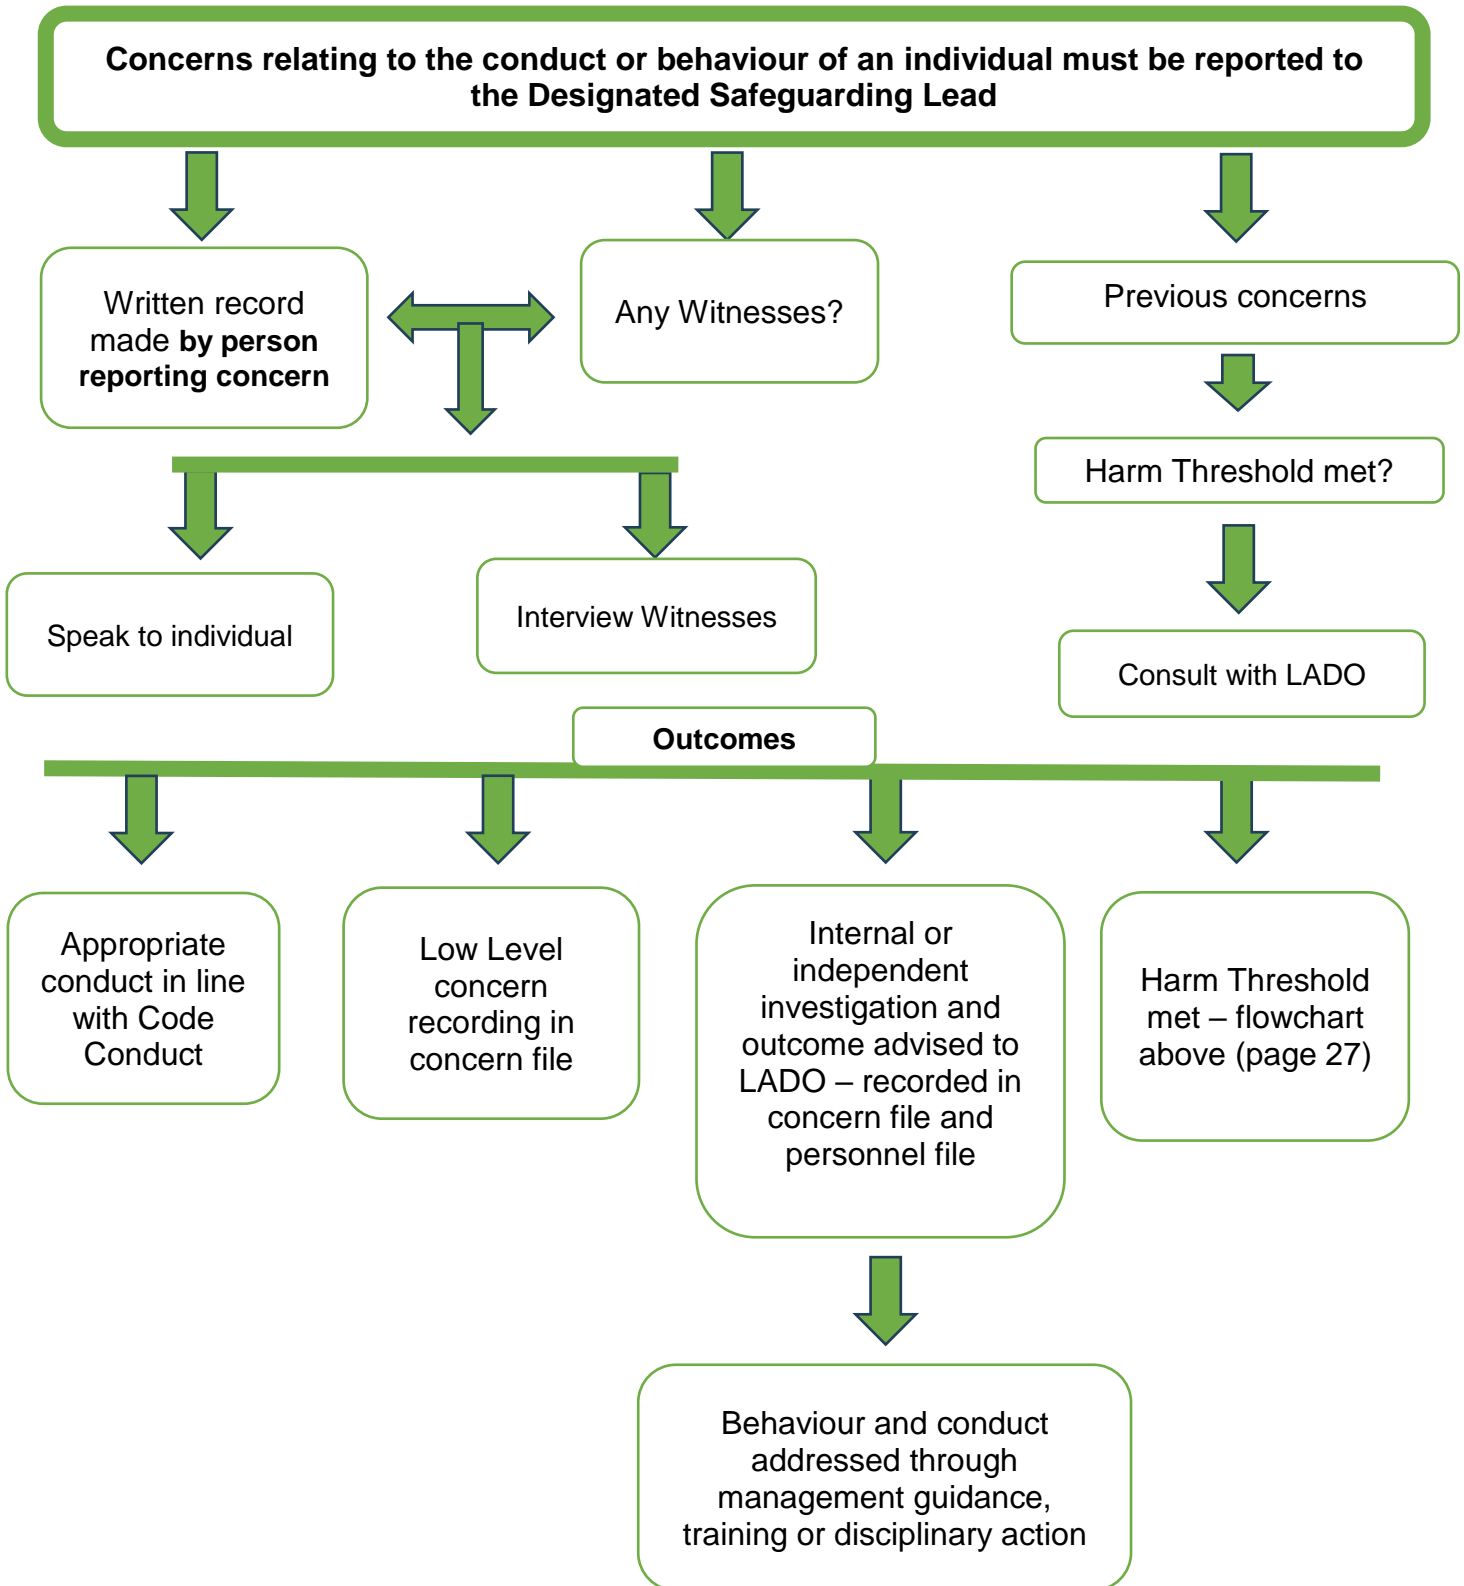 Concerns relating to the conduct or behaviour of an individual must be reported to
the Designated Safeguarding Lead
Written record
made by person
reporting concern
Any Witnesses?
Previous concerns
Harm Threshold met?
Speak to individual
Interview Witnesses
Consult with LADO
Outcomes
Appropriate
conduct in line
with Code
Conduct
Low Level
concern
recording in
concern file
Internal or
independent
investigation and
outcome advised to
LADO – recorded in
concern file and
personnel file
Harm Threshold
met – flowchart
above (page 27)
Behaviour and conduct
addressed through
management guidance,
training or disciplinary action